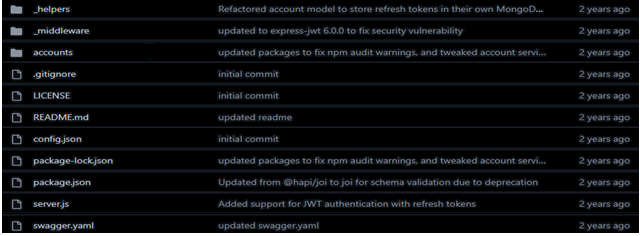 _helpers Refactored account model to store refresh tokens in their own MongoD... 2 years ago
_middleware updated to express-jwt 6.0.0 to fix security vulnerability 2 years ago
accounts updated packages to fix npm audit warnings, and tweaked account servi... 2 years ago
.gitignore initial commit 2 years ago
LICENSE initial commit 2 years ago
README.md updated readme 2 years ago
config.json initial commit 2 years ago
package-lock.json updated packages to fix npm audit warnings, and tweaked account servi... 2 years ago
package.json Updated from @hapi/joi to joi for schema validation due to deprecation 2 years ago
server.js Added support for JWT authentication with refresh tokens 2 years ago
swagger.yaml updated swagger.yaml 2 years ago